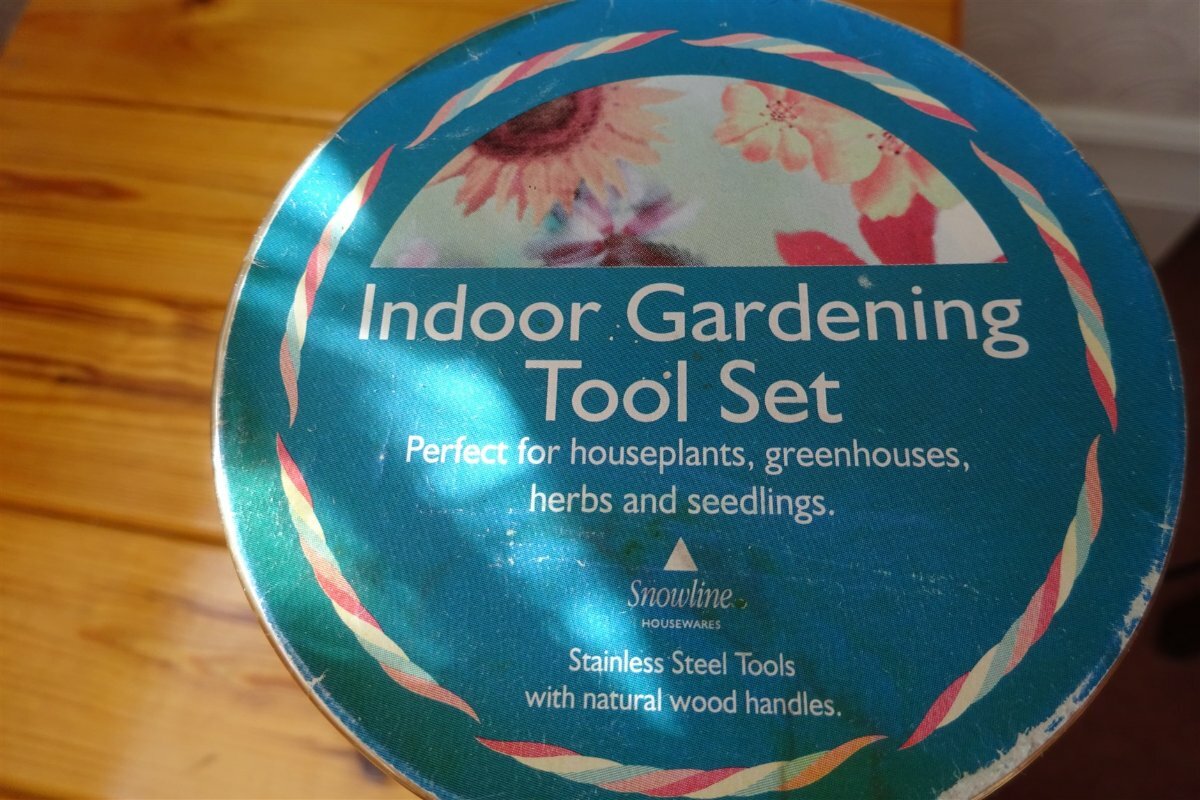 Indoor Gardening
Tool Set
Perfect for houseplants, greenhouses,
herbs and seedlings.
Snowline
HOUSEWARES
Stainless Steel Tools
with natural wood handles.